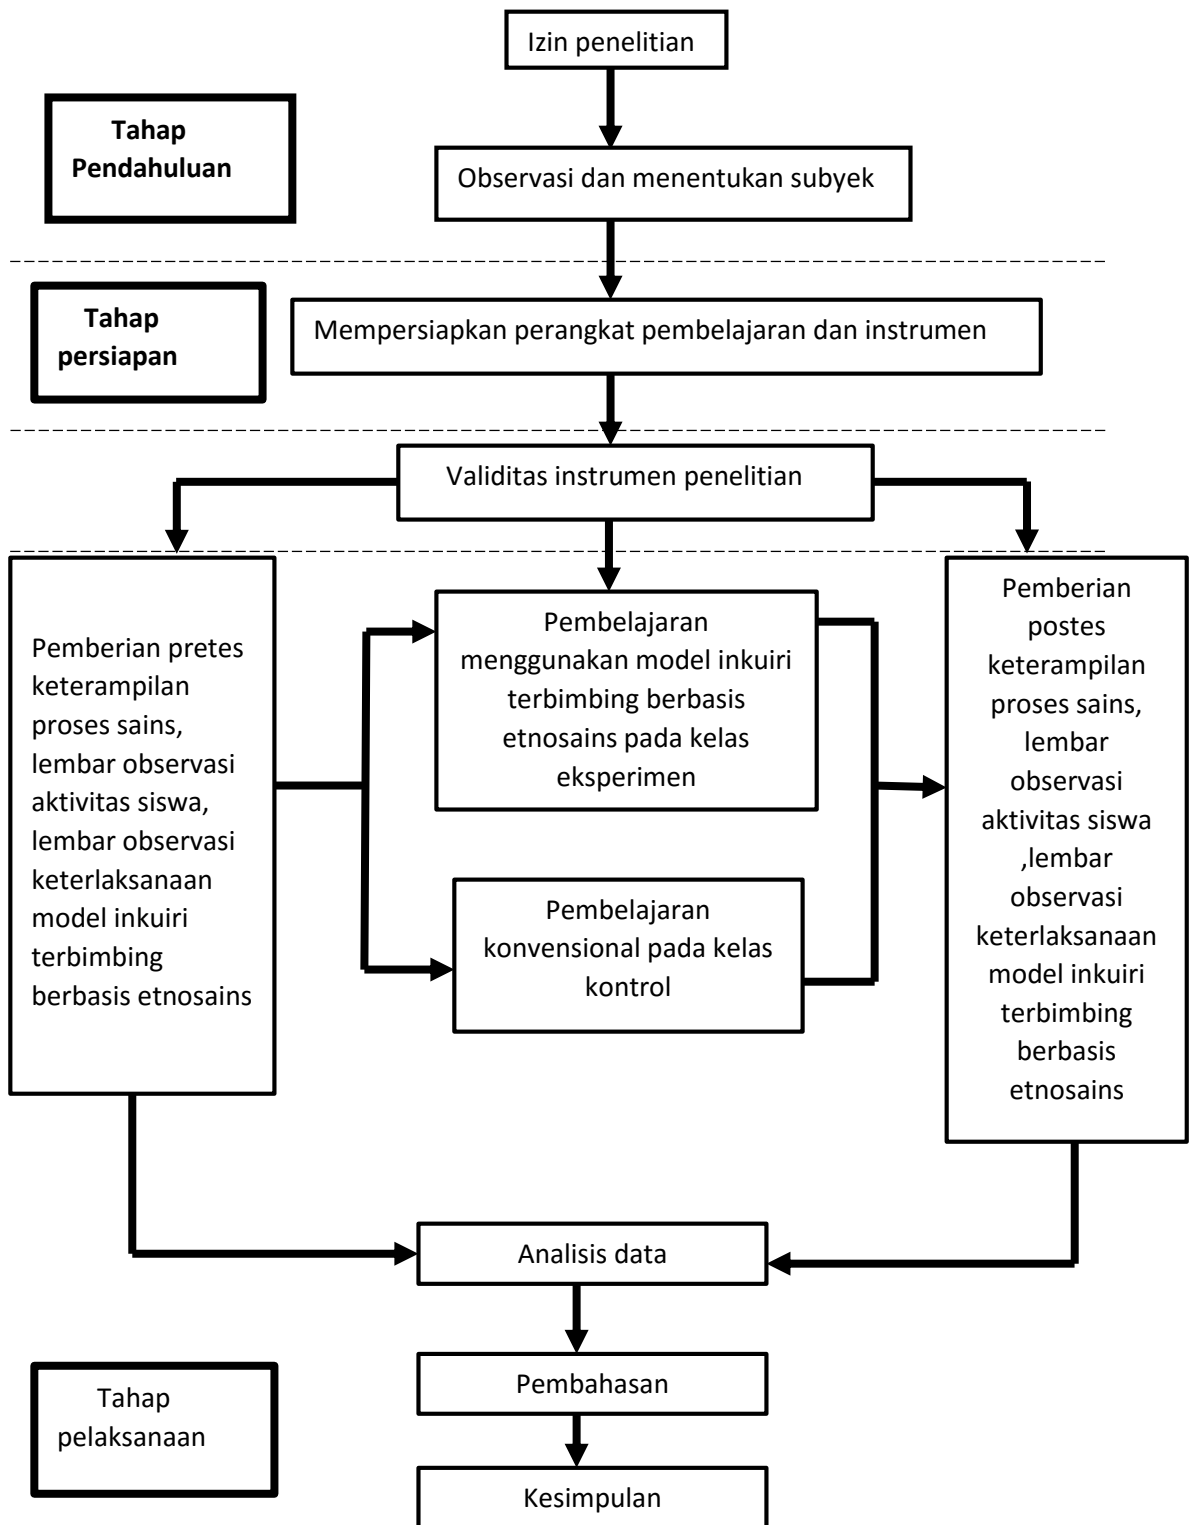 Izin penelitian
Tahap
Pendahuluan
Observasi dan menentukan subyek
Tahap
persiapan
Mempersiapkan perangkat pembelajaran dan instrumen
Validitas instrumen penelitian
Pemberian pretes
keterampilan
proses sains,
lembar observasi
aktivitas siswa,
lembar observasi
keterlaksanaan
model inkuiri
terbimbing
berbasis etnosains
Pembelajaran
menggunakan model inkuiri
terbimbing berbasis
etnosains pada kelas
eksperimen
Pembelajaran
konvensional pada kelas
kontrol
Pemberian
postes
keterampilan
proses sains,
lembar
observasi
aktivitas siswa
,lembar
observasi
keterlaksanaan
model inkuiri
terbimbing
berbasis
etnosains
Analisis data
Pembahasan
Tahap
pelaksanaan
Kesimpulan